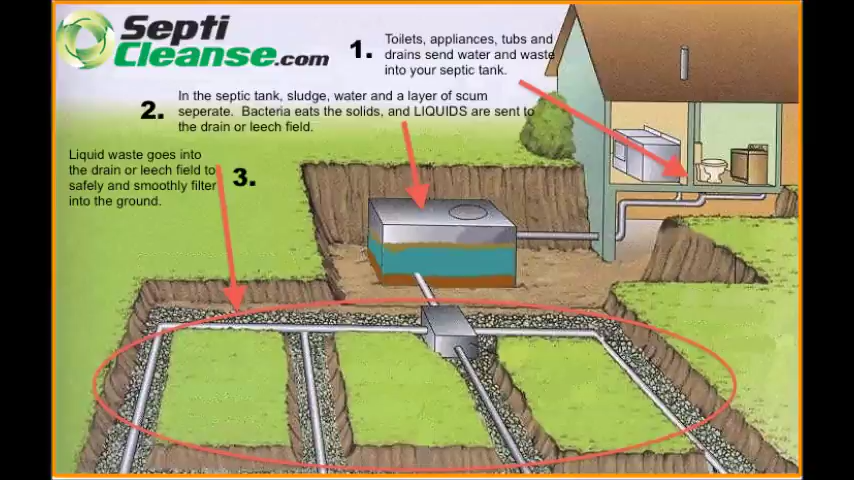 Septi
Cleanse.com
1.
Toilets, appliances, tubs and
drains send water and waste
into your septic tank.
2.
In the septic tank, sludge, water and a layer of scum
seperate. Bacteria eats the solids, and LIQUIDS are sent to
the drain or leech field.
3.
Liquid waste goes into
the drain or leech field to
safely and smoothly filter
into the ground.